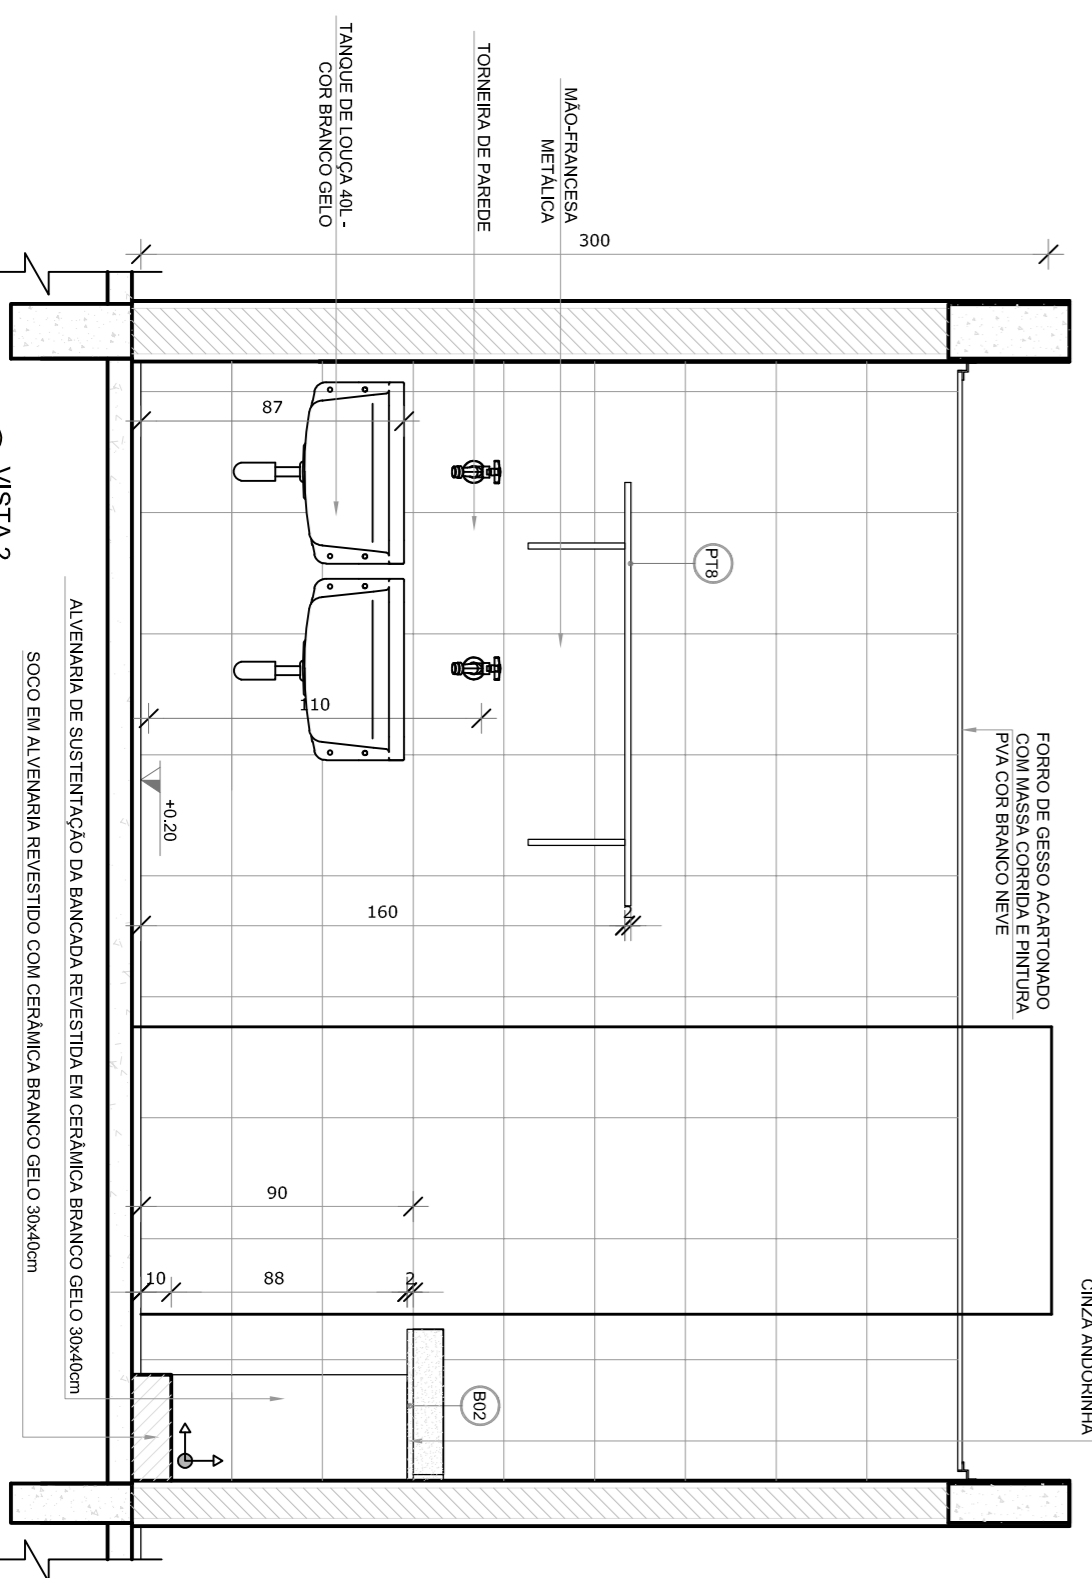 TANQUE DE LOUÇA 40L -
COR BRANCO GELO
TORNEIRA DE PAREDE
MÃO-FRANCESA
METÁLICA
300
87
110
+0.20
160
2
PT8
FORRO DE GESSO ACARTONADO
COM MASSA CORRIDA E PINTURA
PVA COR BRANCO NEVE
90
10
88
2
B02
CINZA ANDORINHA
ALVENARIA DE SUSTENTAÇÃO DA BANCADA REVESTIDA EM CERÂMICA BRANCO GELO 30x40cm
SOCO EM ALVENARIA REVESTIDO COM CERÂMICA BRANCO GELO 30x40cm
VISTA 2